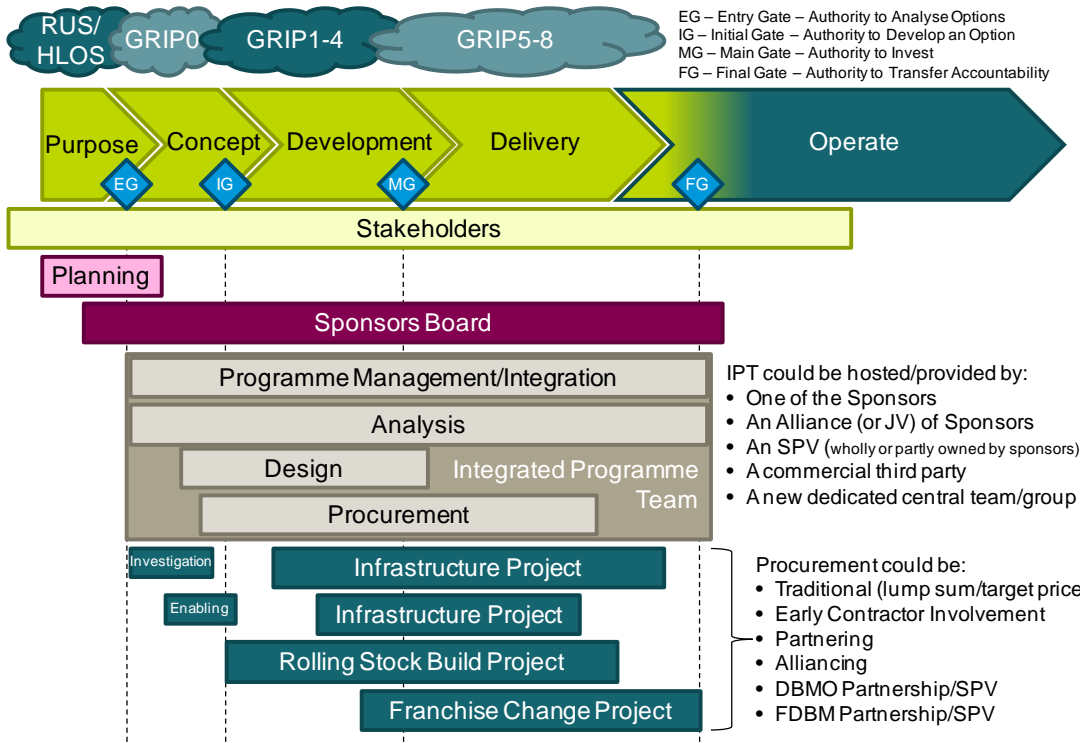 RUS/
HLOS
GRIP0
GRIP1-4
GRIP5-8
EG – Entry Gate – Authority to Analyse Options
IG – Initial Gate – Authority to Develop an Option
MG – Main Gate – Authority to Invest
FG – Final Gate – Authority to Transfer Accountability
Purpose
Concept
Development
Delivery
Operate
EG
IG
MG
FG
Stakeholders
Planning
Sponsors Board
Programme Management/Integration
Analysis
Design
Integrated Programme
Team
Procurement
IPT could be hosted/provided by:
• One of the Sponsors
• An Alliance (or JV) of Sponsors
• An SPV (wholly or partly owned by sponsors)
• A commercial third party
• A new dedicated central team/group
Investigation
Infrastructure Project
Enabling
Infrastructure Project
Rolling Stock Build Project
Franchise Change Project
Procurement could be:
• Traditional (lump sum/target price
• Early Contractor Involvement
• Partnering
• Alliancing
• DBMO Partnership/SPV
• FDBM Partnership/SPV